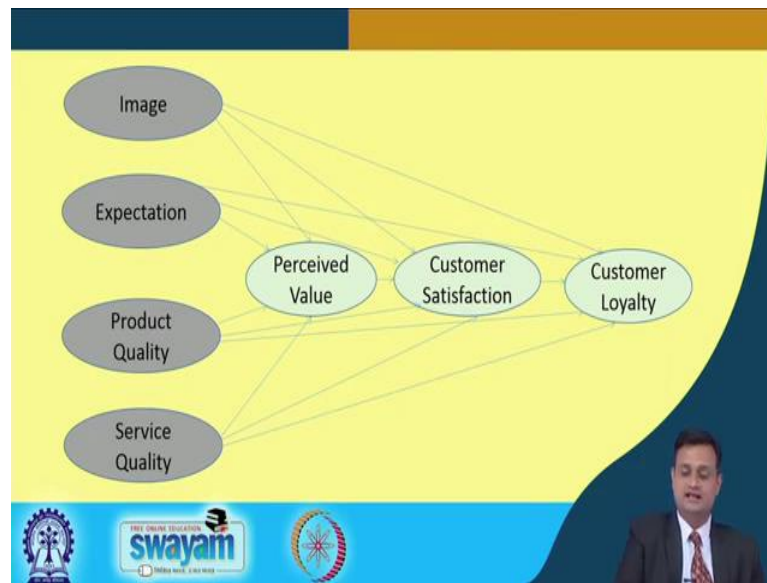 Image
Expectation
Perceived
Value
Customer
Satisfaction
Customer
Loyalty
Product
Quality
Service
Quality
FREE ONLINE EDUCATION
swayam